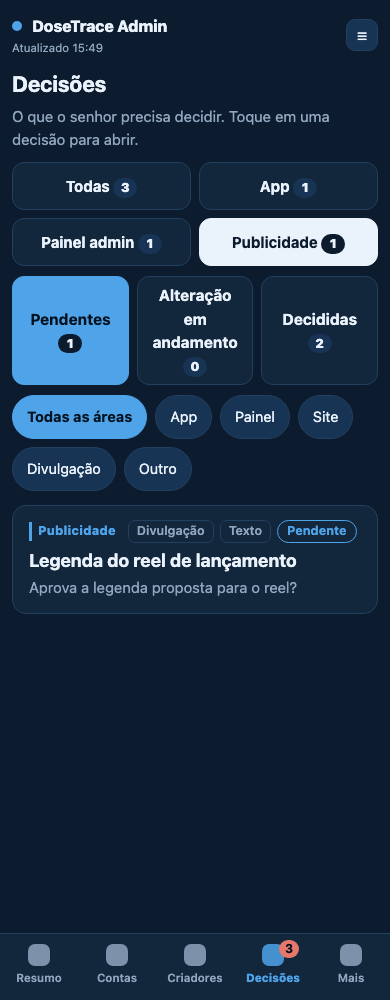 DoseTrace Admin
Atualizado 15:49
≡
Decisões
O que o senhor precisa decidir. Toque em uma
decisão para abrir.
Todas 3
App 1
Painel admin 1
Publicidade 1
Pendentes
1
Alteração
em
andamento
0
Decididas
2
Todas as áreas
App
Painel
Site
Divulgação
Outro
Publicidade Divulgação Texto Pendente
Legenda do reel de lançamento
Aprova a legenda proposta para o reel?
3
Resumo Contas Criadores Decisões Mais